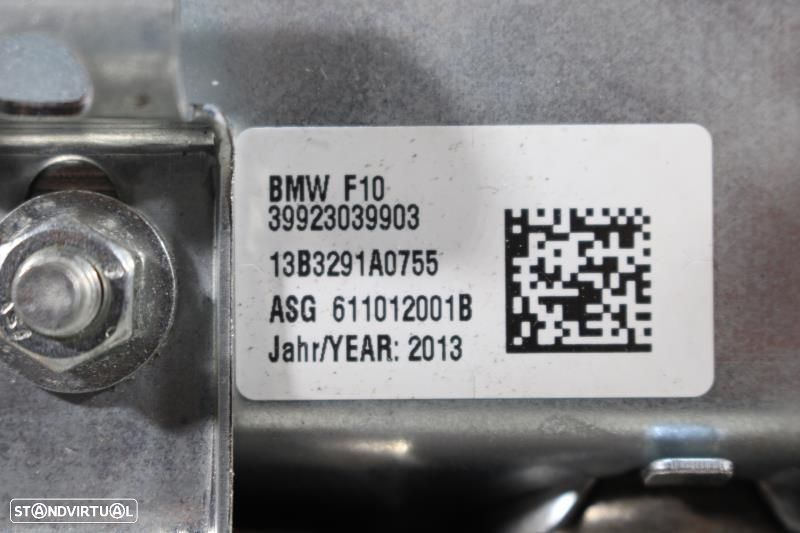 BMW F10
39923039903
13B3291A0755
ASG 611012001B
Jahr/YEAR: 2013
STANDVIRTUAL